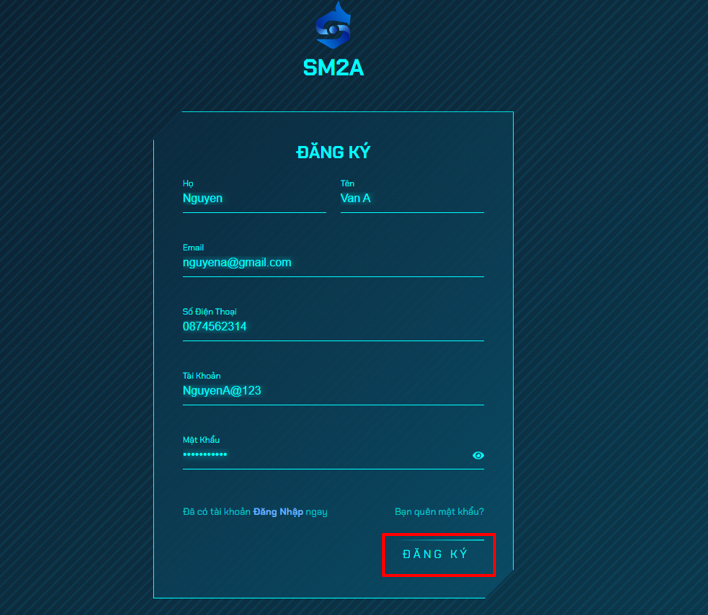 SM2A
ĐĂNG KÝ
Họ Tên
Nguyen Van A
Email
nguyena@gmail.com
Số Điện Thoại
0874562314
Tài Khoản
NguyenA@123
Mật Khẩu
•••••••••••
Đã có tài khoản Đăng Nhập ngay Bạn quên mật khẩu?
ĐĂNG KÝ